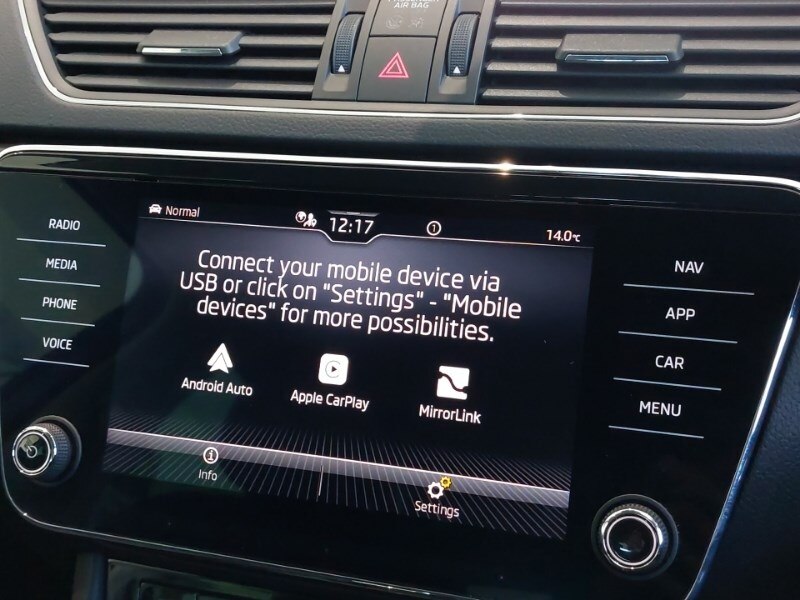 AIR BAG
RADIO
MEDIA
PHONE
VOICE
Normal
12:17
1
14.0°C
Connect your mobile device via
USB or click on "Settings" - "Mobile
devices" for more possibilities.
Android Auto
Apple CarPlay
MirrorLink
Info
Settings
NAV
APP
CAR
MENU